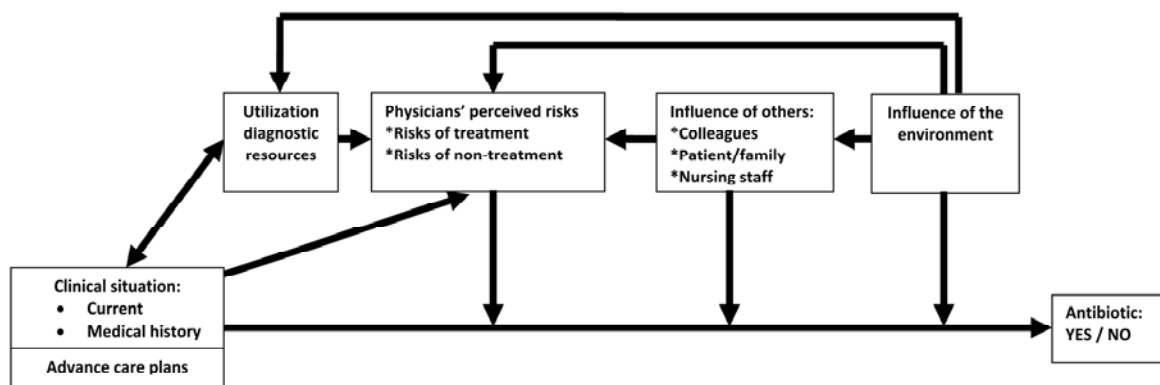 Utilization
diagnostic
resources
Physicians' perceived risks
*Risks of treatment
*Risks of non-treatment
Influence of others:
*Colleagues
*Patient/family
*Nursing staff
Influence of the
environment
Clinical situation:
• Current
• Medical history
Advance care plans
Antibiotic:
YES / NO